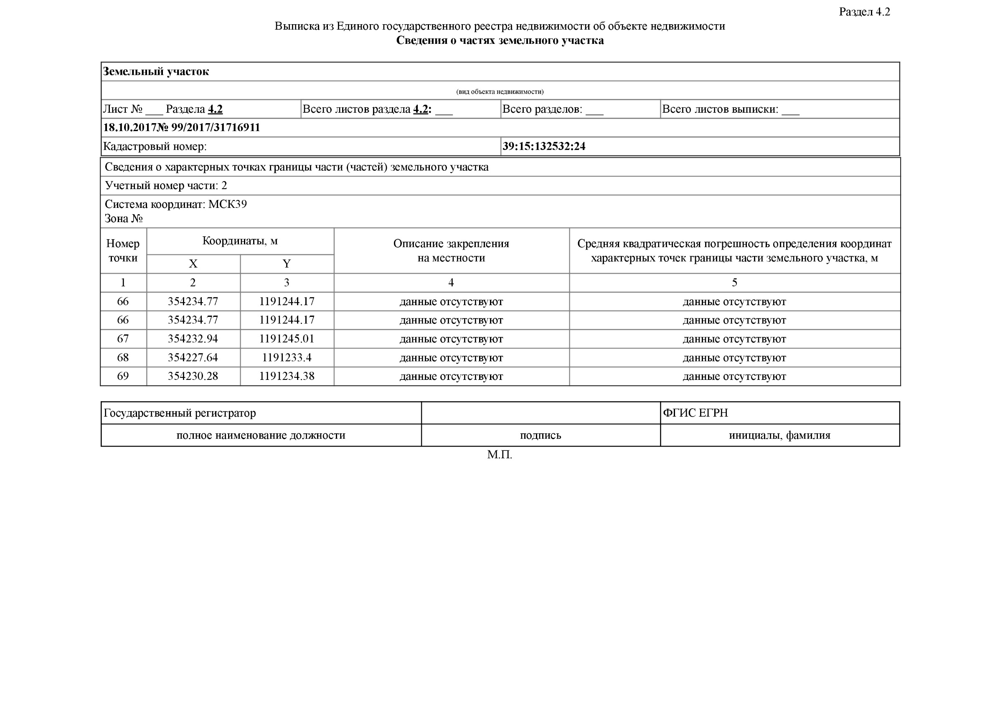 Раздел 4.2
Выписка из Единого государственного реестра недвижимости об объекте недвижимости
Сведения о частях земельного участка
Земельный участок
(вид объекта недвижимости)
Лист № ___ Раздела 4.2 Всего листов раздела 4.2: ___ Всего разделов: ___ Всего листов выписки: ___
18.10.2017№ 99/2017/31716911
Кадастровый номер: 39:15:132532:24
Сведения о характерных точках границы части (частей) земельного участка
Учетный номер части: 2
Система координат: МСК39
Зона №
Номер точки Координаты, м Описание закрепления на местности Средняя квадратическая погрешность определения координат характерных точек границы части земельного участка, м
X Y
1 2 3 4 5
66 354234.77 1191244.17 данные отсутствуют данные отсутствуют
66 354234.77 1191244.17 данные отсутствуют данные отсутствуют
67 354232.94 1191245.01 данные отсутствуют данные отсутствуют
68 354227.64 1191233.4 данные отсутствуют данные отсутствуют
69 354230.28 1191234.38 данные отсутствуют данные отсутствуют
Государственный регистратор ФГИС ЕГРН
полное наименование должности подпись инициалы, фамилия
М.П.